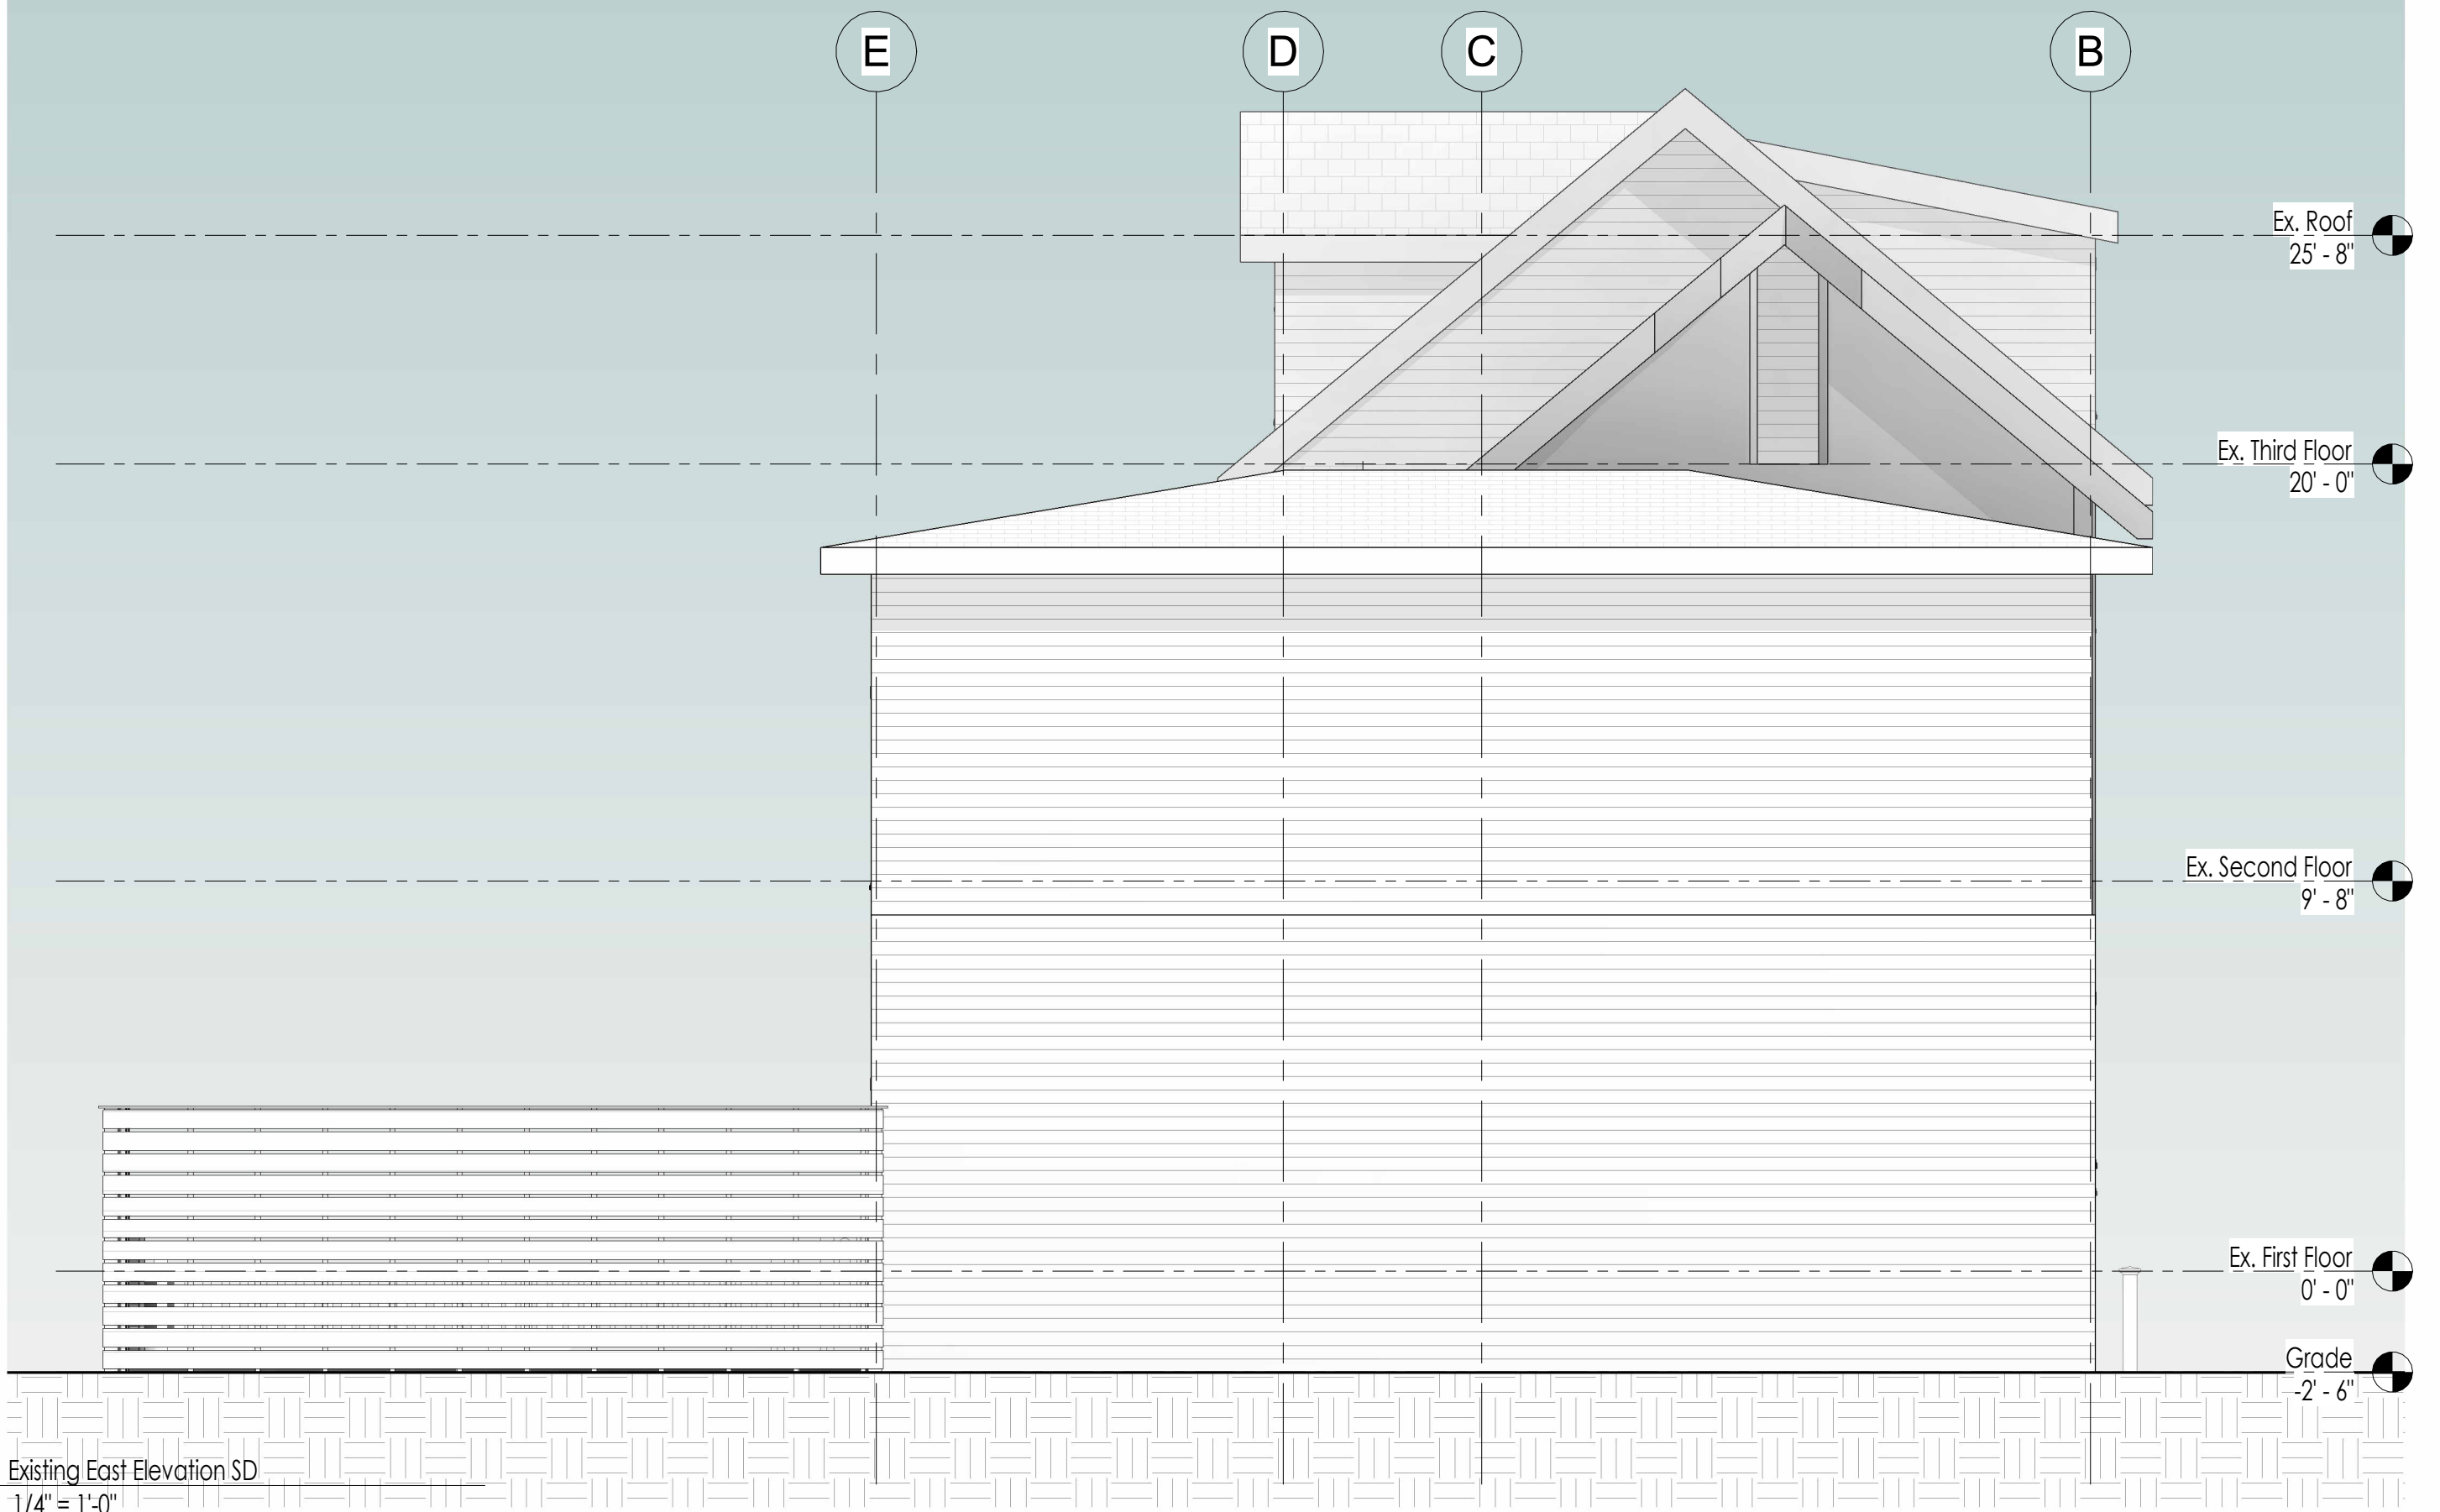 E D C B
Ex. Roof
25' - 8"
Ex. Third Floor
20' - 0"
Ex. Second Floor
9' - 8"
Ex. First Floor
0' - 0"
Grade
-2' - 6"
Existing East Elevation SD
1/4" = 1'-0"